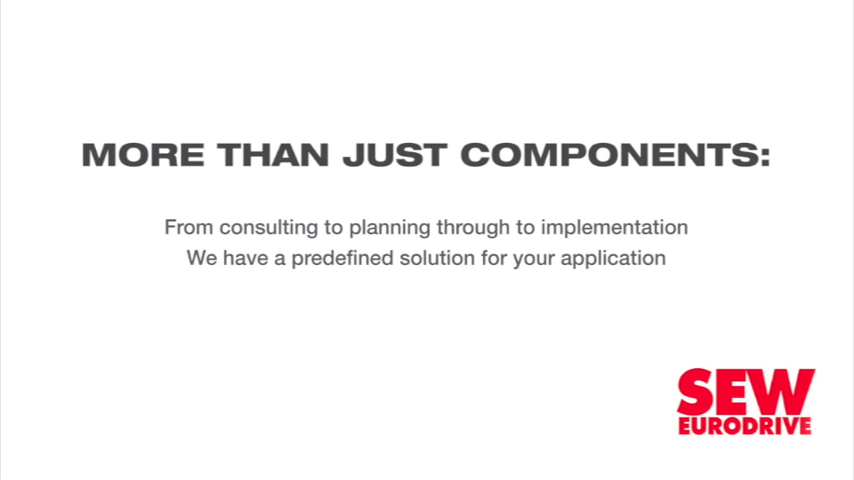 MORE THAN JUST COMPONENTS:
From consulting to planning through to implementation
We have a predefined solution for your application
SEW
EURODRIVE